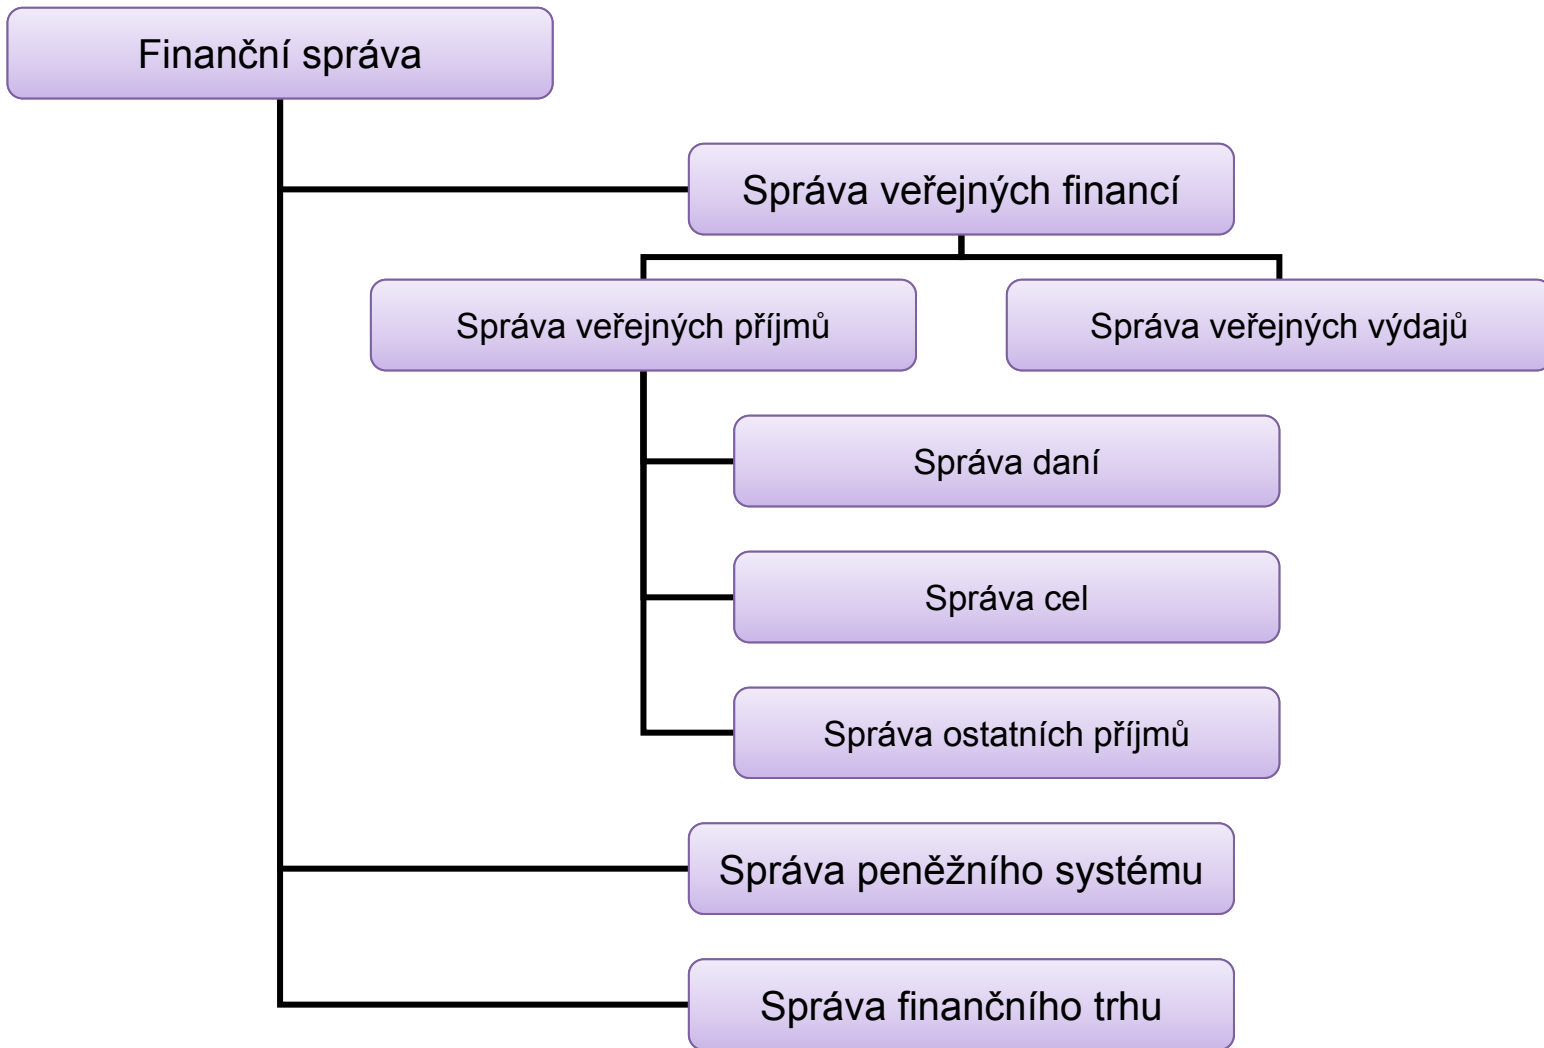 Finanční správa
Správa veřejných financí
Správa veřejných příjmů
Správa veřejných výdajů
Správa daní
Správa cel
Správa ostatních příjmů
Správa peněžního systému
Správa finančního trhu